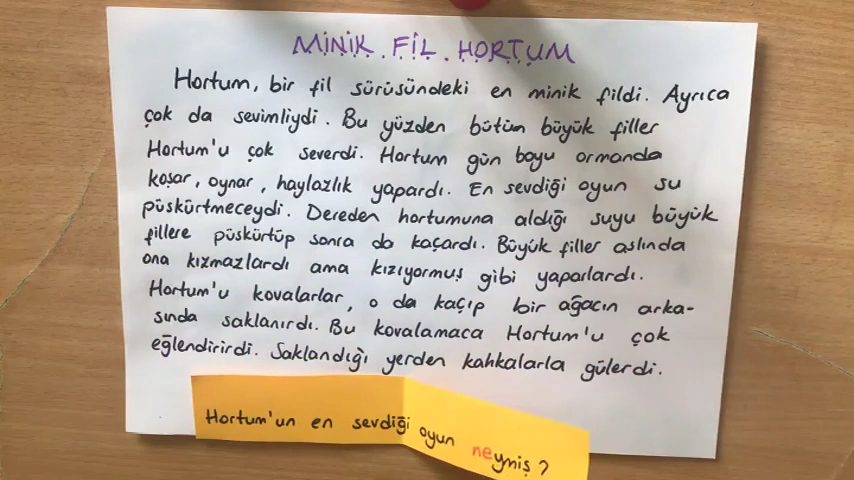 MİNİK FİL HORTUM
Hortum, bir fil sürüsündeki en minik fildi. Ayrıca
çok da sevimliydi. Bu yüzden bütün büyük filler
Hortum'u çok severdi. Hortum gün boyu ormanda
koşar, oynar, haylazlık yapardı. En sevdiği oyun su
püskürtmeceydi. Dereden hortumuna aldığı suyu büyük
fillere püskürtüp sonra da kaçardı. Büyük filler aslında
ona kızmazlardı ama kızıyormuş gibi yaparlardı.
Hortum'u kovalarlar, o da kaçıp bir ağacın arka-
sında saklanırdı. Bu kovalamaca Hortum'u çok
eğlendirirdi. Saklandığı yerden kahkalarla gülerdi.
Hortum'un en sevdiği oyun neymiş?